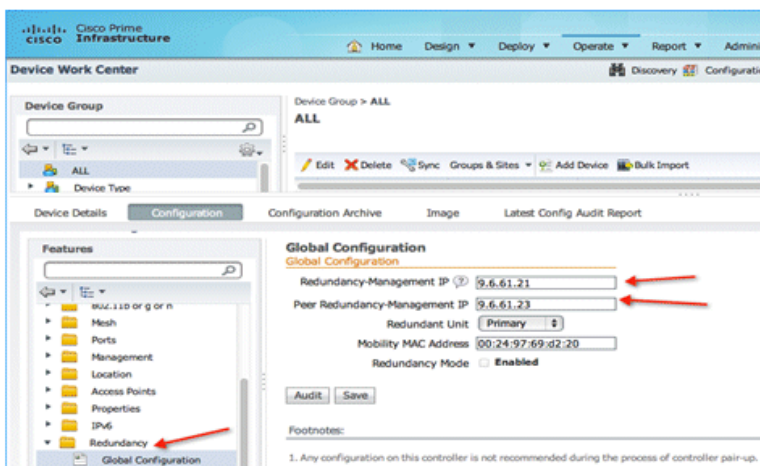 cisco
Cisco Prime
Infrastructure
Home Design Deploy Operate Report Admini
Device Work Center
Discovery Configurati
Device Group
Device Group > ALL
ALL
Edit Delete Sync Groups & Sites Add Device Bulk Import
ALL
Device Type
Device Details Configuration Configuration Archive Image Latest Config Audit Report
Features
Global Configuration
Global Configuration
Redundancy-Management IP ? 9.6.61.21
Peer Redundancy-Management IP 9.6.61.23
Redundant Unit Primary
Mobility MAC Address 00:24:97:69:d2:20
Redundancy Mode Enabled
Audit Save
Footnotes:
1. Any configuration on this controller is not recommended during the process of controller pair-up.
802.11b or g or n
Mesh
Ports
Management
Location
Access Points
Properties
IPv6
Redundancy
Global Configuration